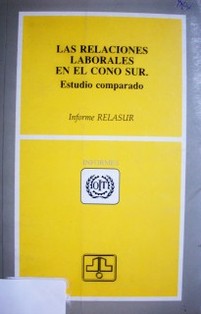 LAS RELACIONES
LABORALES
EN EL CONO SUR.
Estudio comparado
Informe RELASUR
INFORMES
OIT